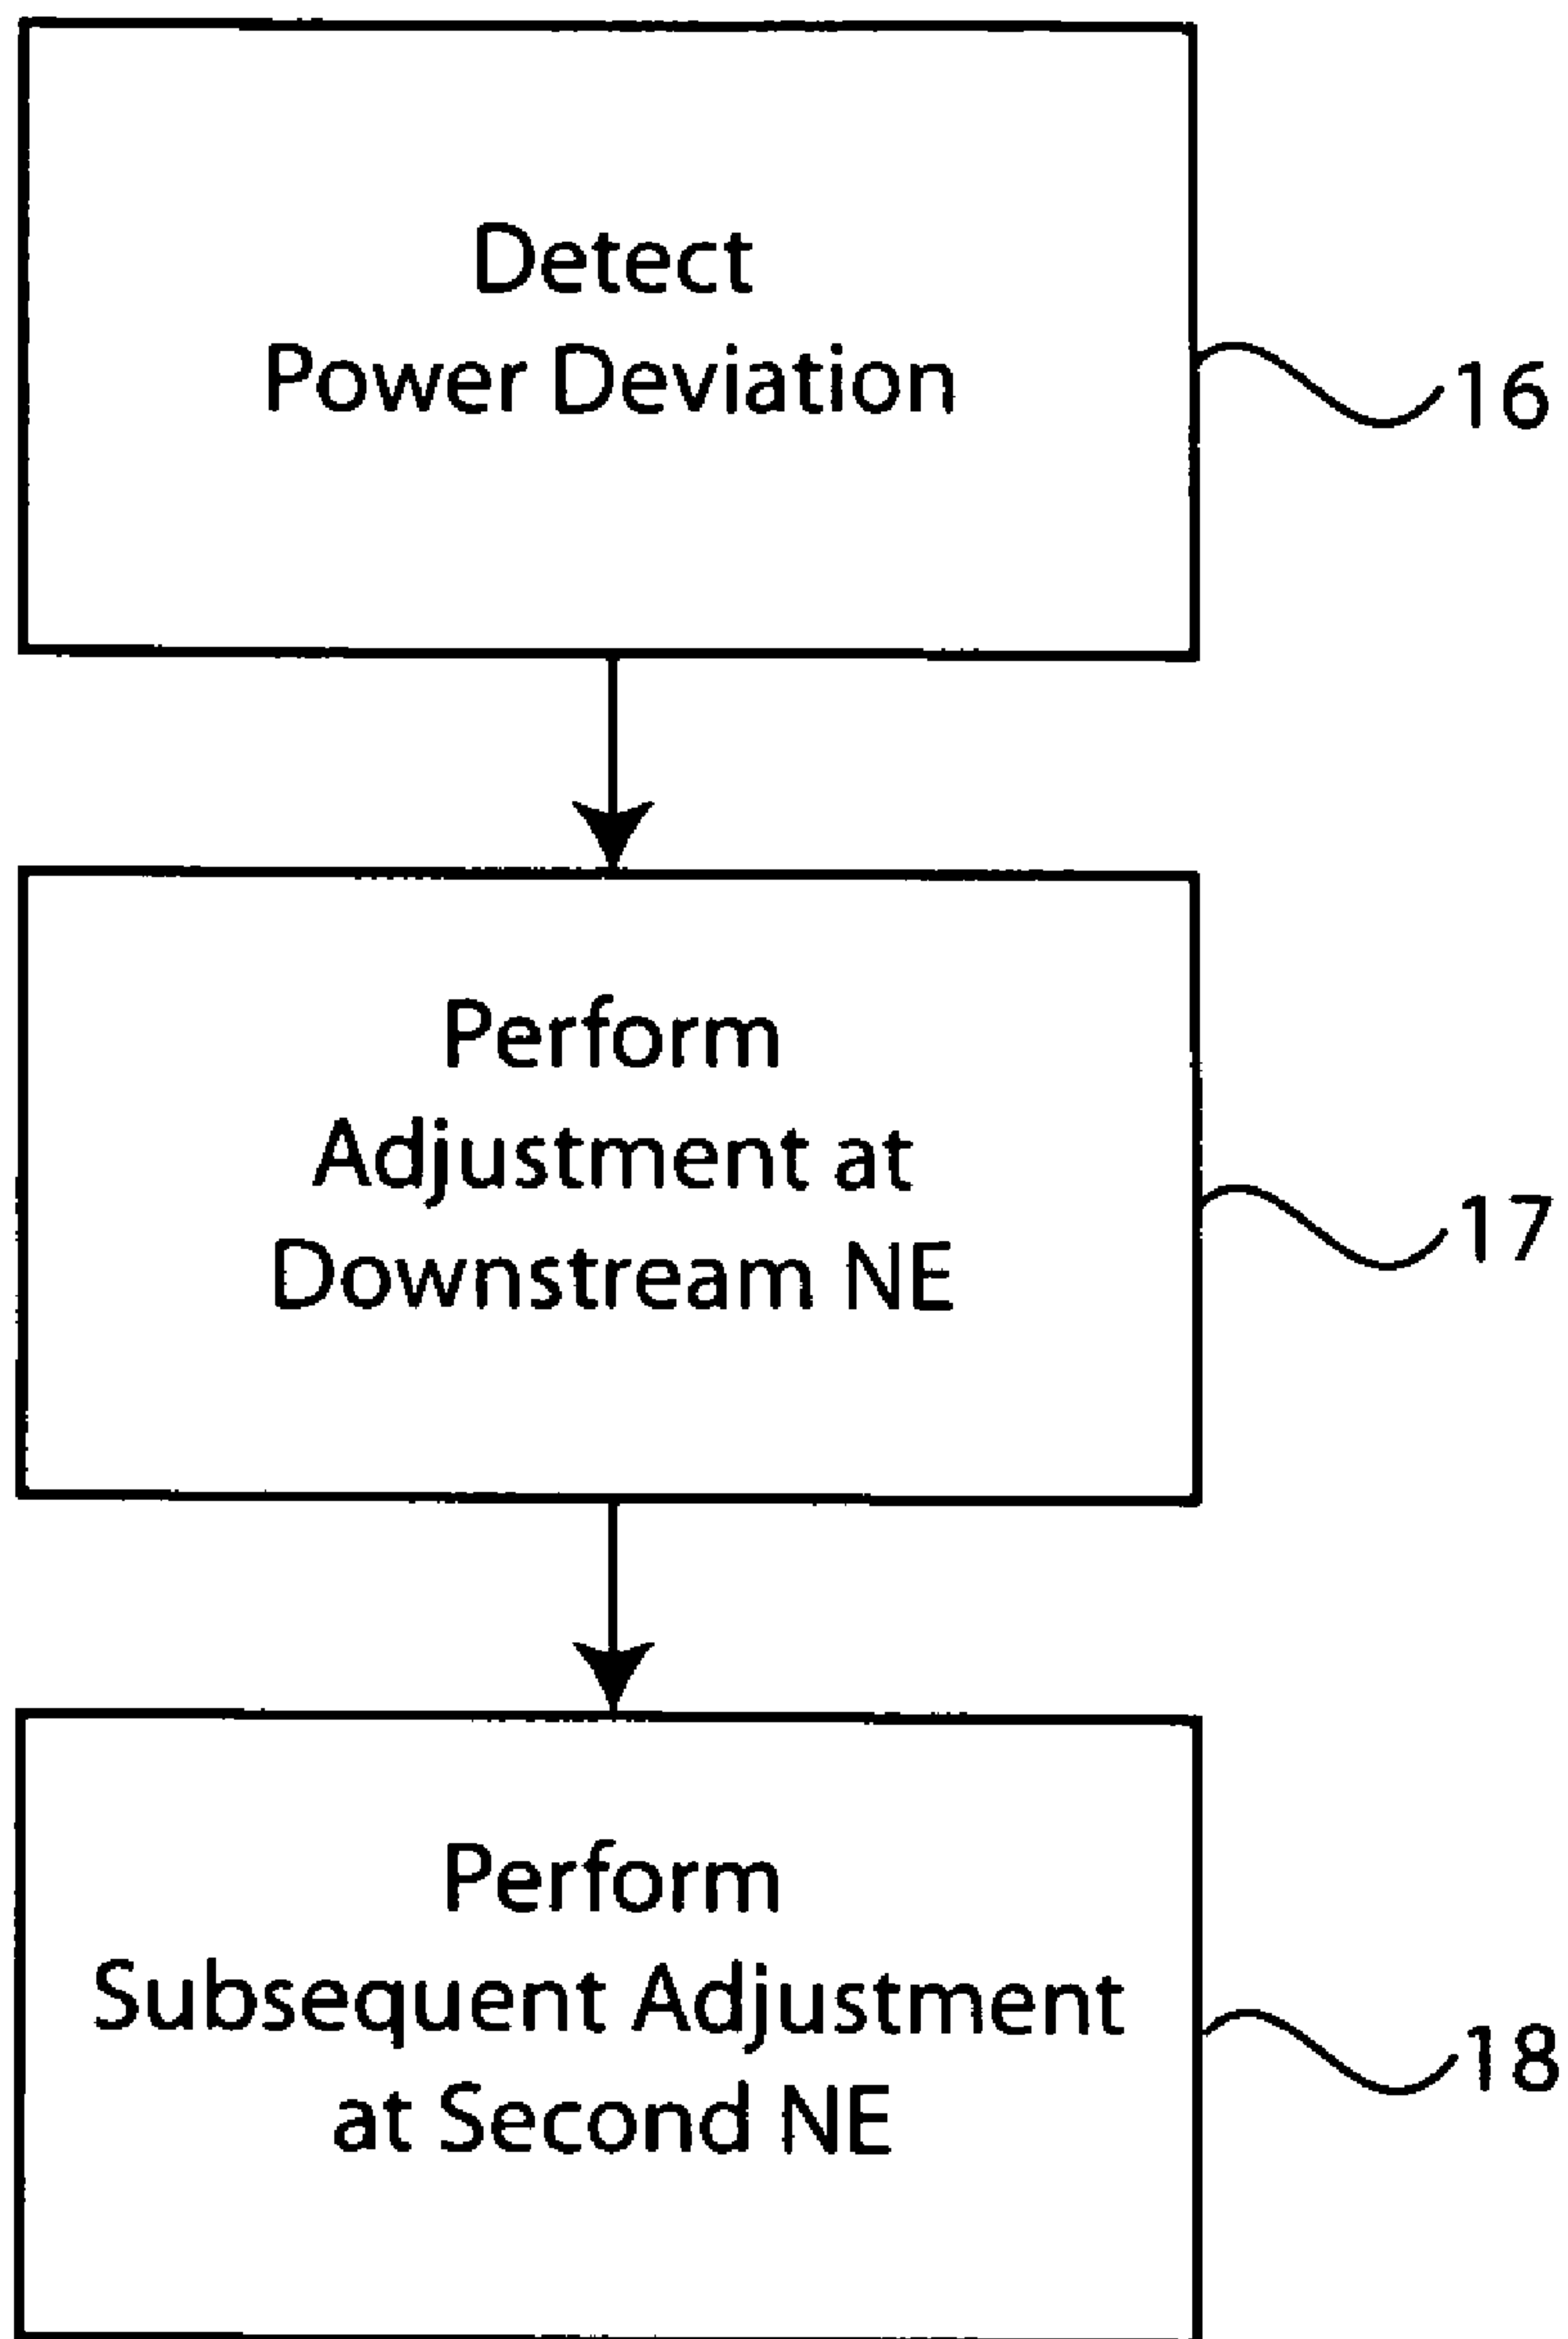 Detect
Power Deviation
16
Perform
Adjustment at
Downstream NE
17
Perform
Subsequent Adjustment
at Second NE
18